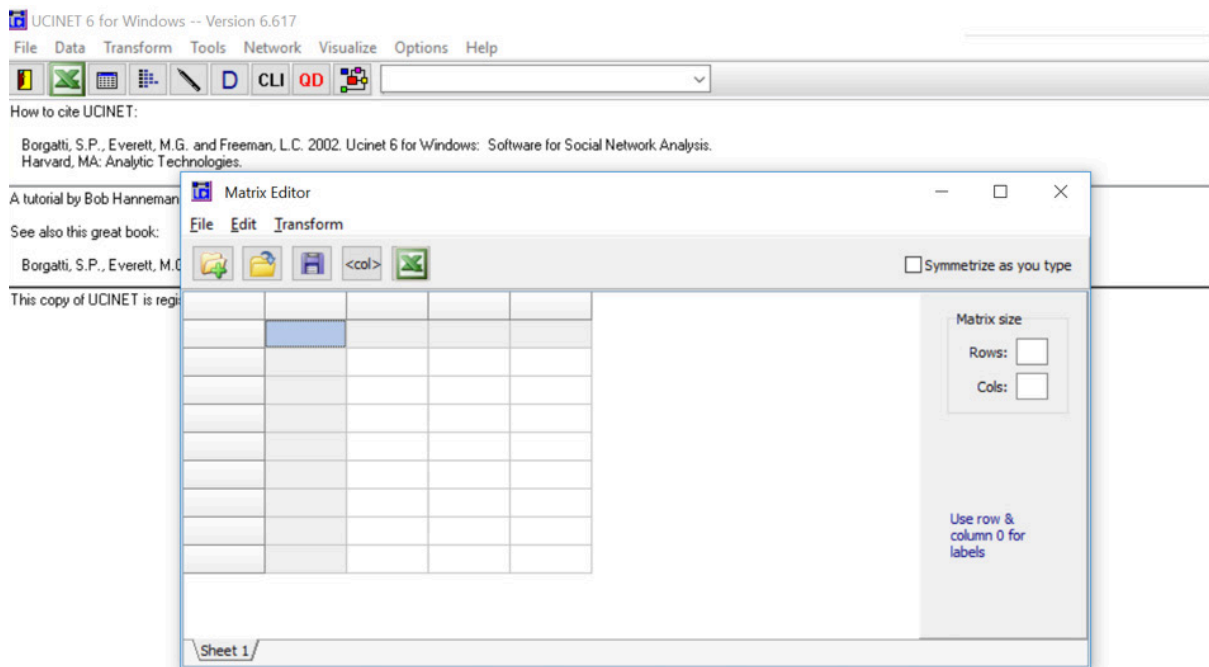 UCINET 6 for Windows -- Version 6.617
File Data Transform Tools Network Visualize Options Help
D CLI QD
How to cite UCINET:
Borgatti, S.P., Everett, M.G. and Freeman, L.C. 2002. Ucinet 6 for Windows: Software for Social Network Analysis.
Harvard, MA: Analytic Technologies.
A tutorial by Bob Hanneman
See also this great book:
Borgatti, S.P., Everett, M.G
This copy of UCINET is regi
Matrix Editor
File Edit Transform
<col>
Symmetrize as you type
Matrix size
Rows:
Cols:
Use row &
column 0 for
labels
Sheet 1